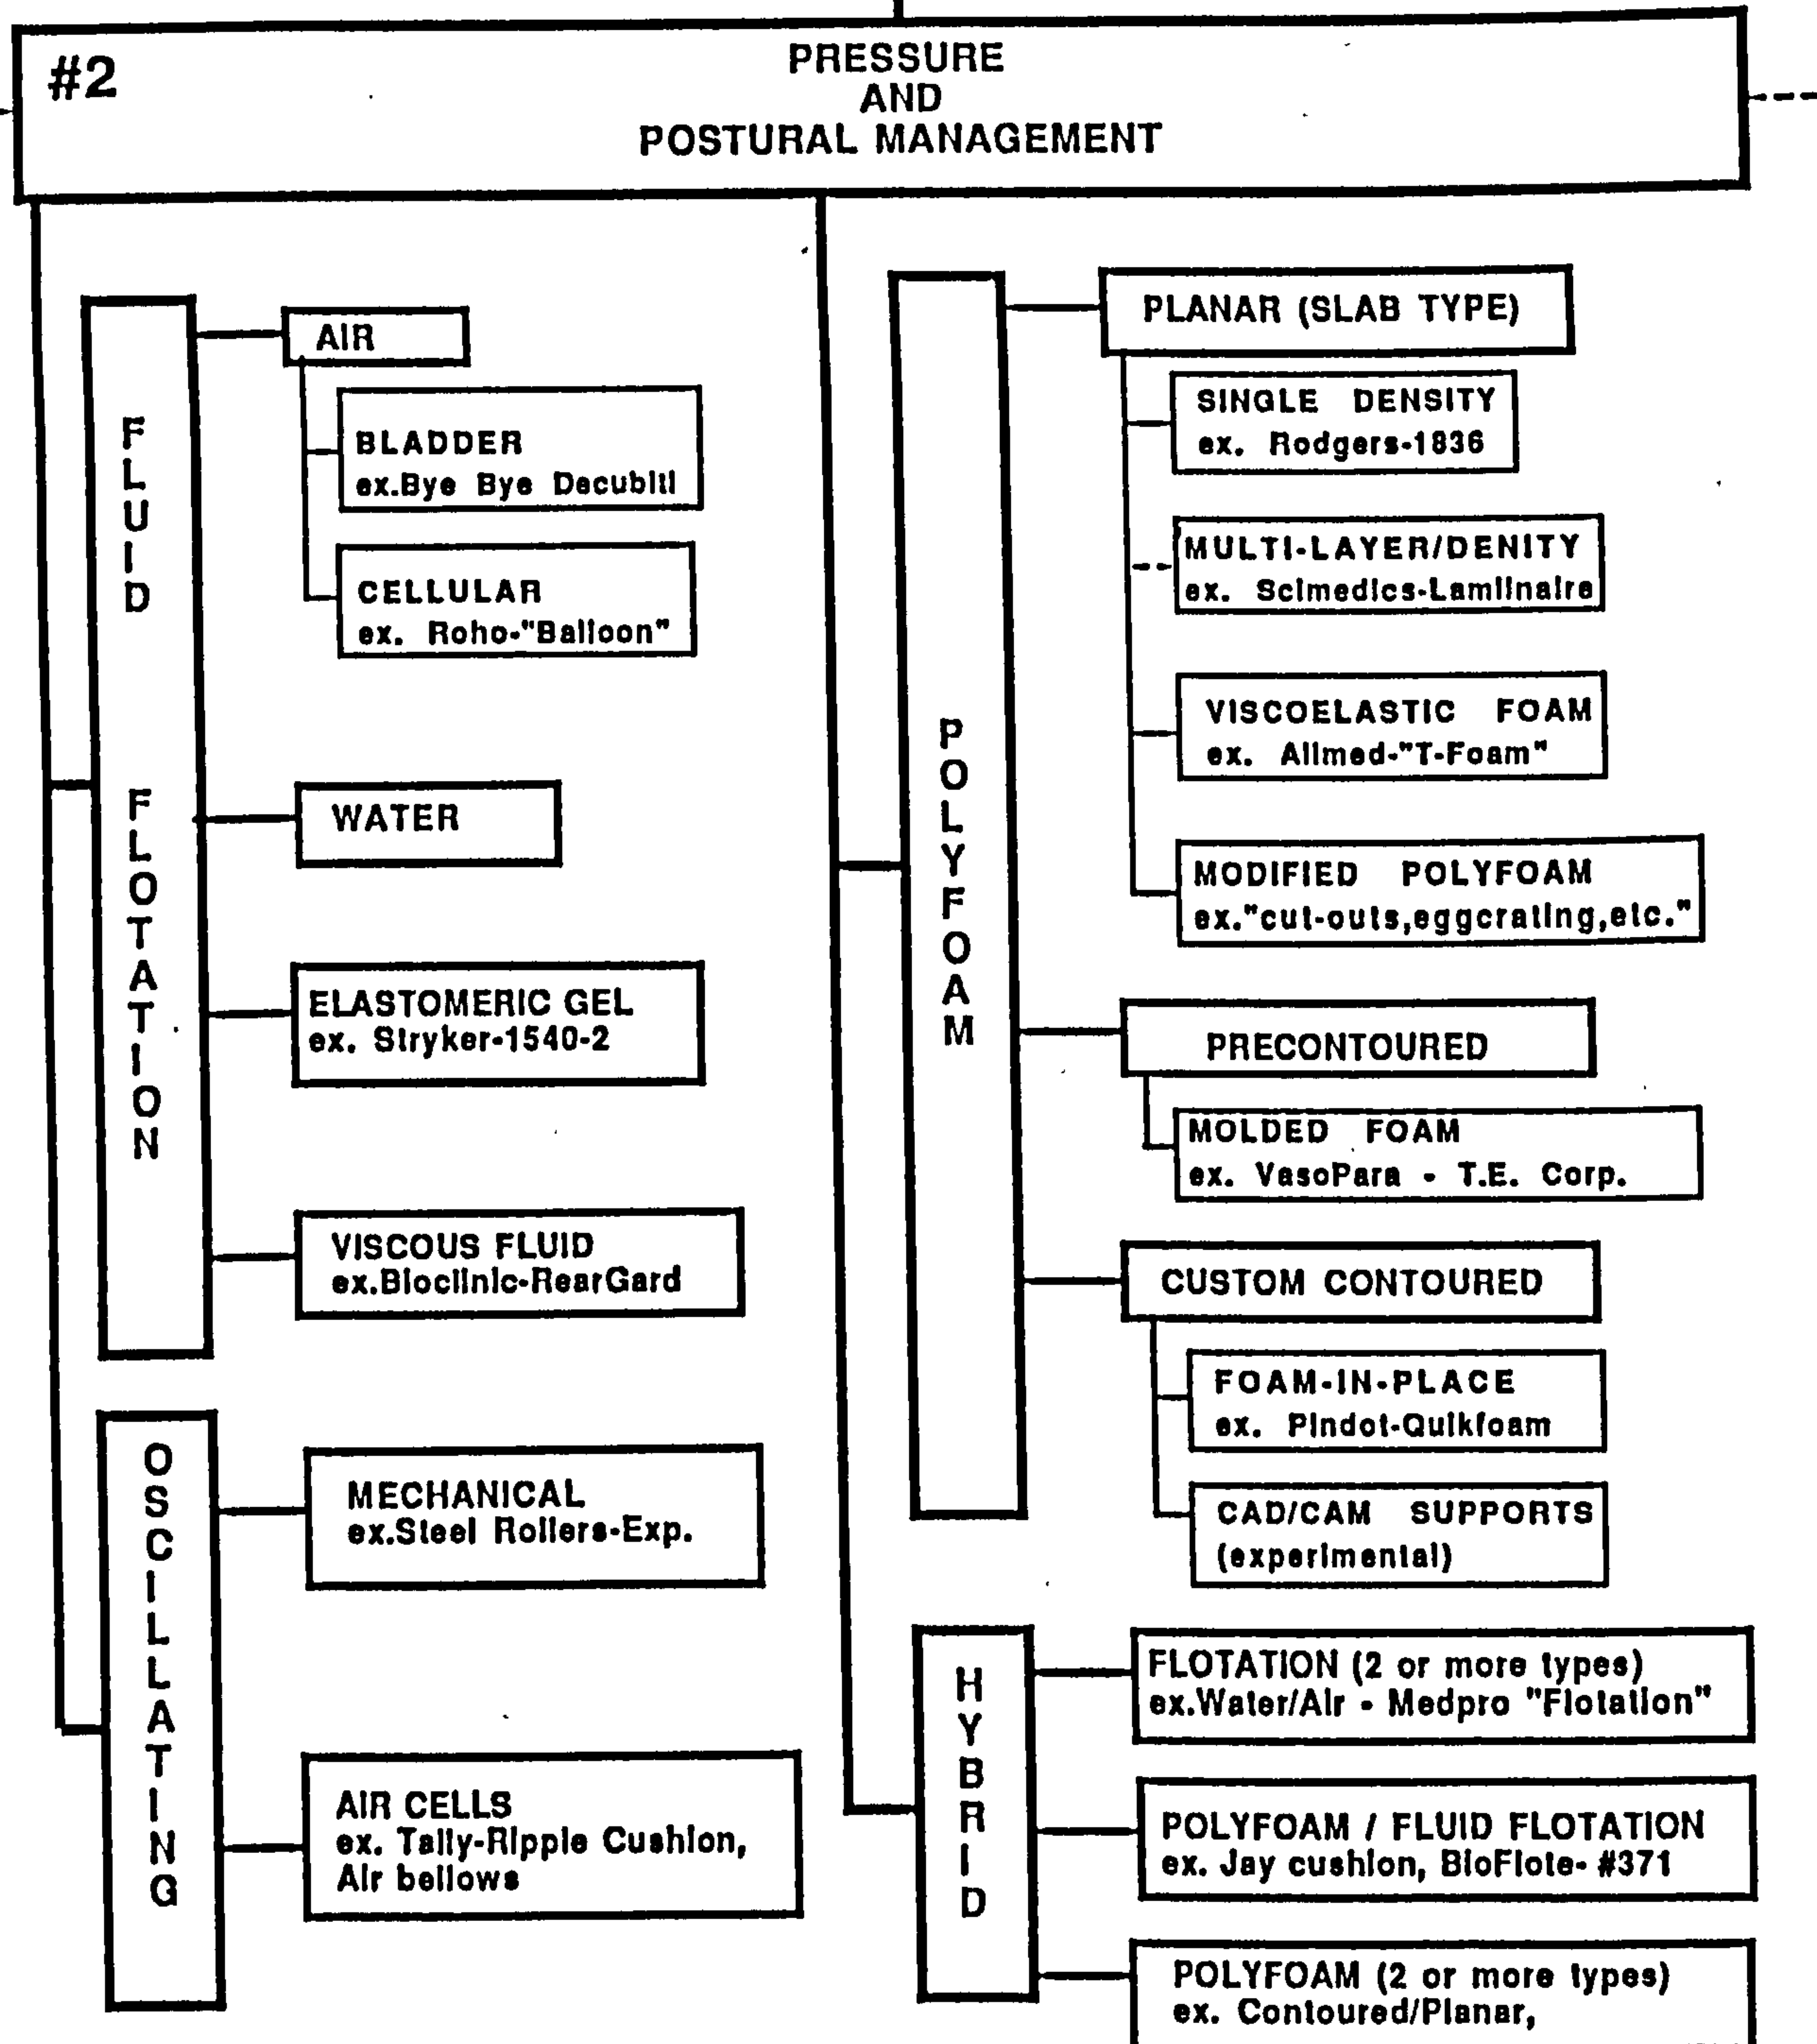 #2
PRESSURE
AND
POSTURAL MANAGEMENT
FLUID FLOTATION
AIR
BLADDER
ex.Bye Bye Decubiti
CELLULAR
ex. Roho-"Balloon"
WATER
ELASTOMERIC GEL
ex. Stryker-1540-2
VISCOUS FLUID
ex.Bioclinic-RearGard
OSCILLATING
MECHANICAL
ex.Steel Rollers-Exp.
AIR CELLS
ex. Tally-Ripple Cushion,
Air bellows
POLYFOAM
PLANAR (SLAB TYPE)
SINGLE DENSITY
ex. Rodgers-1836
MULTI-LAYER/DENITY
ex. Scimedics-Lamiinaire
VISCOELASTIC FOAM
ex. Allmed-"T-Foam"
MODIFIED POLYFOAM
ex."cut-outs,eggcrating,etc."
PRECONTOURED
MOLDED FOAM
ex. VasoPara - T.E. Corp.
CUSTOM CONTOURED
FOAM-IN-PLACE
ex. Pindot-Quikfoam
CAD/CAM SUPPORTS
(experimental)
HYBRID
FLOTATION (2 or more types)
ex.Water/Air - Medpro "Flotation"
POLYFOAM / FLUID FLOTATION
ex. Jay cushion, BioFlote- #371
POLYFOAM (2 or more types)
ex. Contoured/Planar,